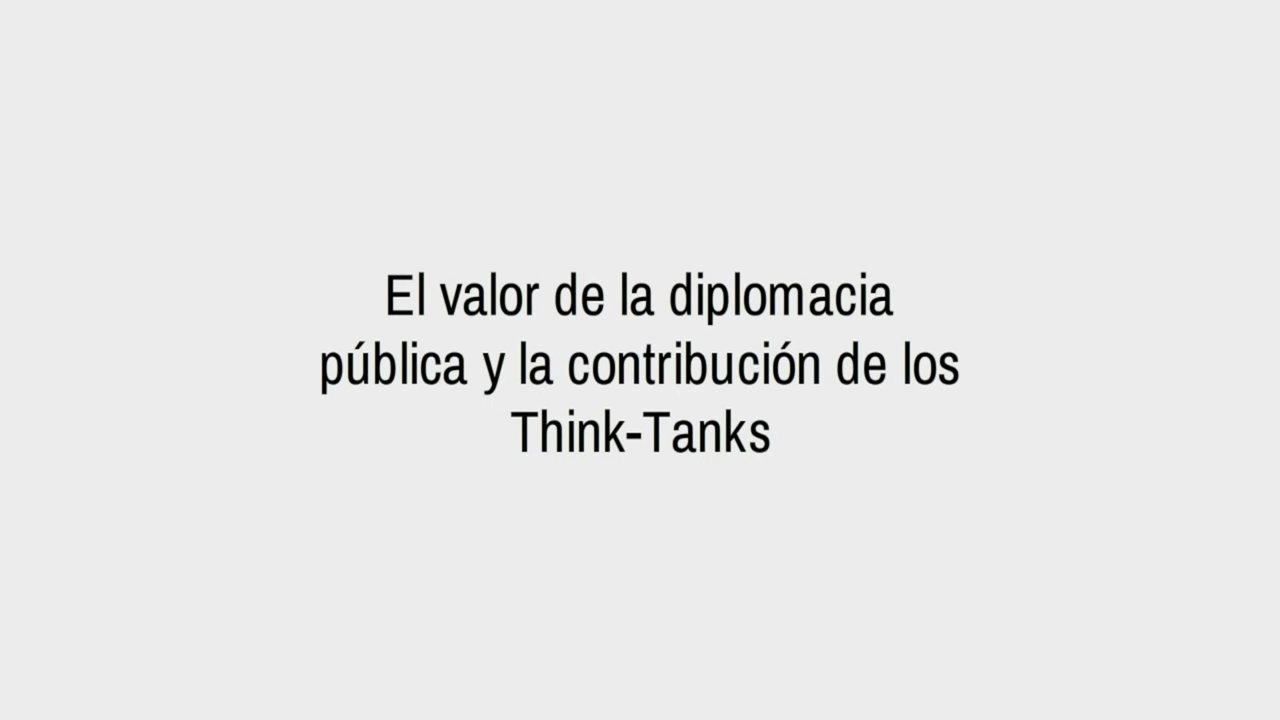 El valor de la diplomacia
pública y la contribución de los
Think-Tanks